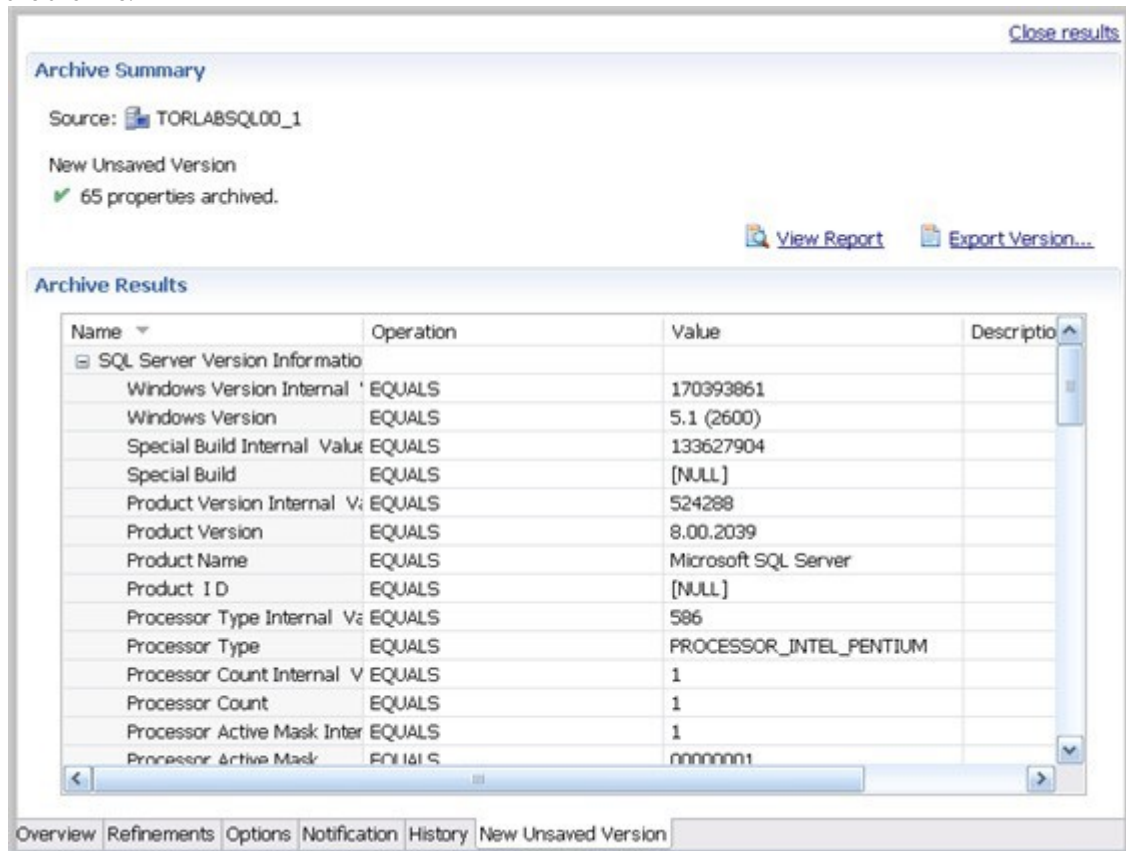 Close results
Archive Summary
Source: TORLABSQL00_1
New Unsaved Version
65 properties archived.
View Report Export Version...
Archive Results
Name Operation Value Descriptio
SQL Server Version Informatio
Windows Version Internal ' EQUALS 170393861
Windows Version EQUALS 5.1 (2600)
Special Build Internal Value EQUALS 133627904
Special Build EQUALS [NULL]
Product Version Internal Va EQUALS 524288
Product Version EQUALS 8.00.2039
Product Name EQUALS Microsoft SQL Server
Product I D EQUALS [NULL]
Processor Type Internal Va EQUALS 586
Processor Type EQUALS PROCESSOR_INTEL_PENTIUM
Processor Count Internal V EQUALS 1
Processor Count EQUALS 1
Processor Active Mask Inter EQUALS 1
Processor Active Mask EQUALS 00000001
Overview Refinements Options Notification History New Unsaved Version